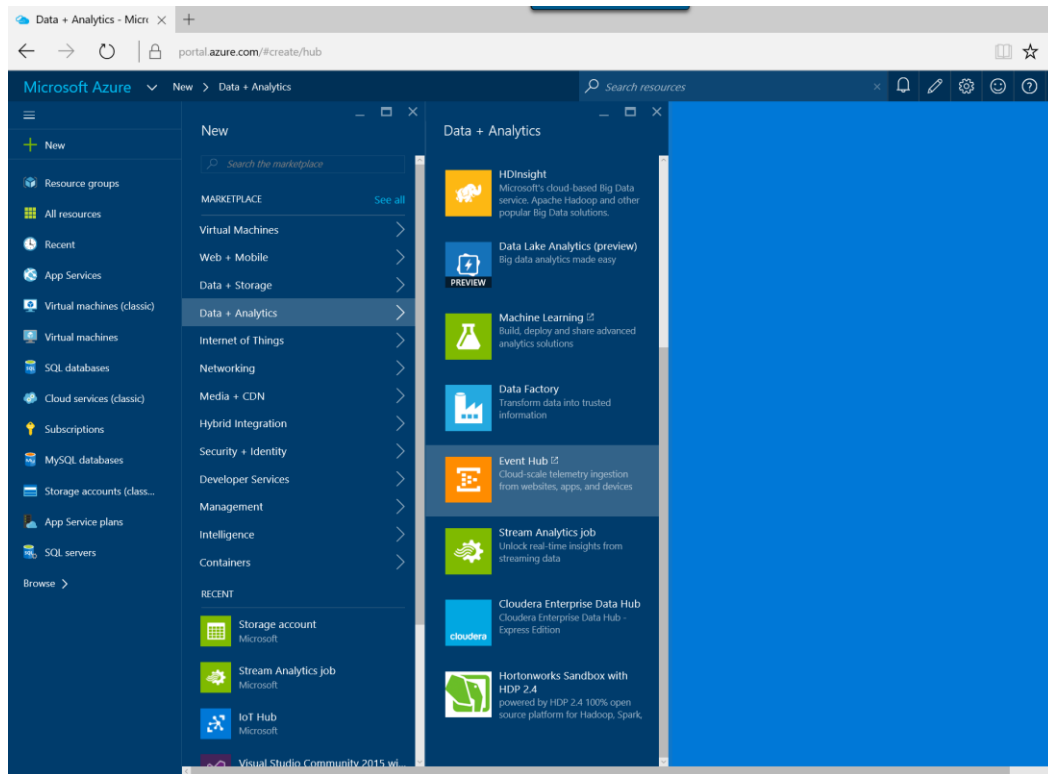 Data + Analytics - Micr
portal.azure.com/#create/hub
Microsoft Azure
New > Data + Analytics
Search resources
New
Resource groups
All resources
Recent
App Services
Virtual machines (classic)
Virtual machines
SQL databases
Cloud services (classic)
Subscriptions
MySQL databases
Storage accounts (class...
App Service plans
SQL servers
Browse >
New
Search the marketplace
MARKETPLACE
See all
Virtual Machines
Web + Mobile
Data + Storage
Data + Analytics
Internet of Things
Networking
Media + CDN
Hybrid Integration
Security + Identity
Developer Services
Management
Intelligence
Containers
RECENT
Storage account
Microsoft
Stream Analytics job
Microsoft
IoT Hub
Microsoft
Visual Studio Community 2015 wi...
Data + Analytics
HDInsight
Microsoft's cloud-based Big Data
service. Apache Hadoop and other
popular Big Data solutions.
Data Lake Analytics (preview)
Big data analytics made easy
PREVIEW
Machine Learning
Build, deploy and share advanced
analytics solutions
Data Factory
Transform data into trusted
information
Event Hub
Cloud-scale telemetry ingestion
from websites, apps, and devices
Stream Analytics job
Unlock real-time insights from
streaming data
Cloudera Enterprise Data Hub
Cloudera Enterprise Data Hub -
Express Edition
cloudera
Hortonworks Sandbox with
HDP 2.4
powered by HDP 2.4 100% open
source platform for Hadoop, Spark,